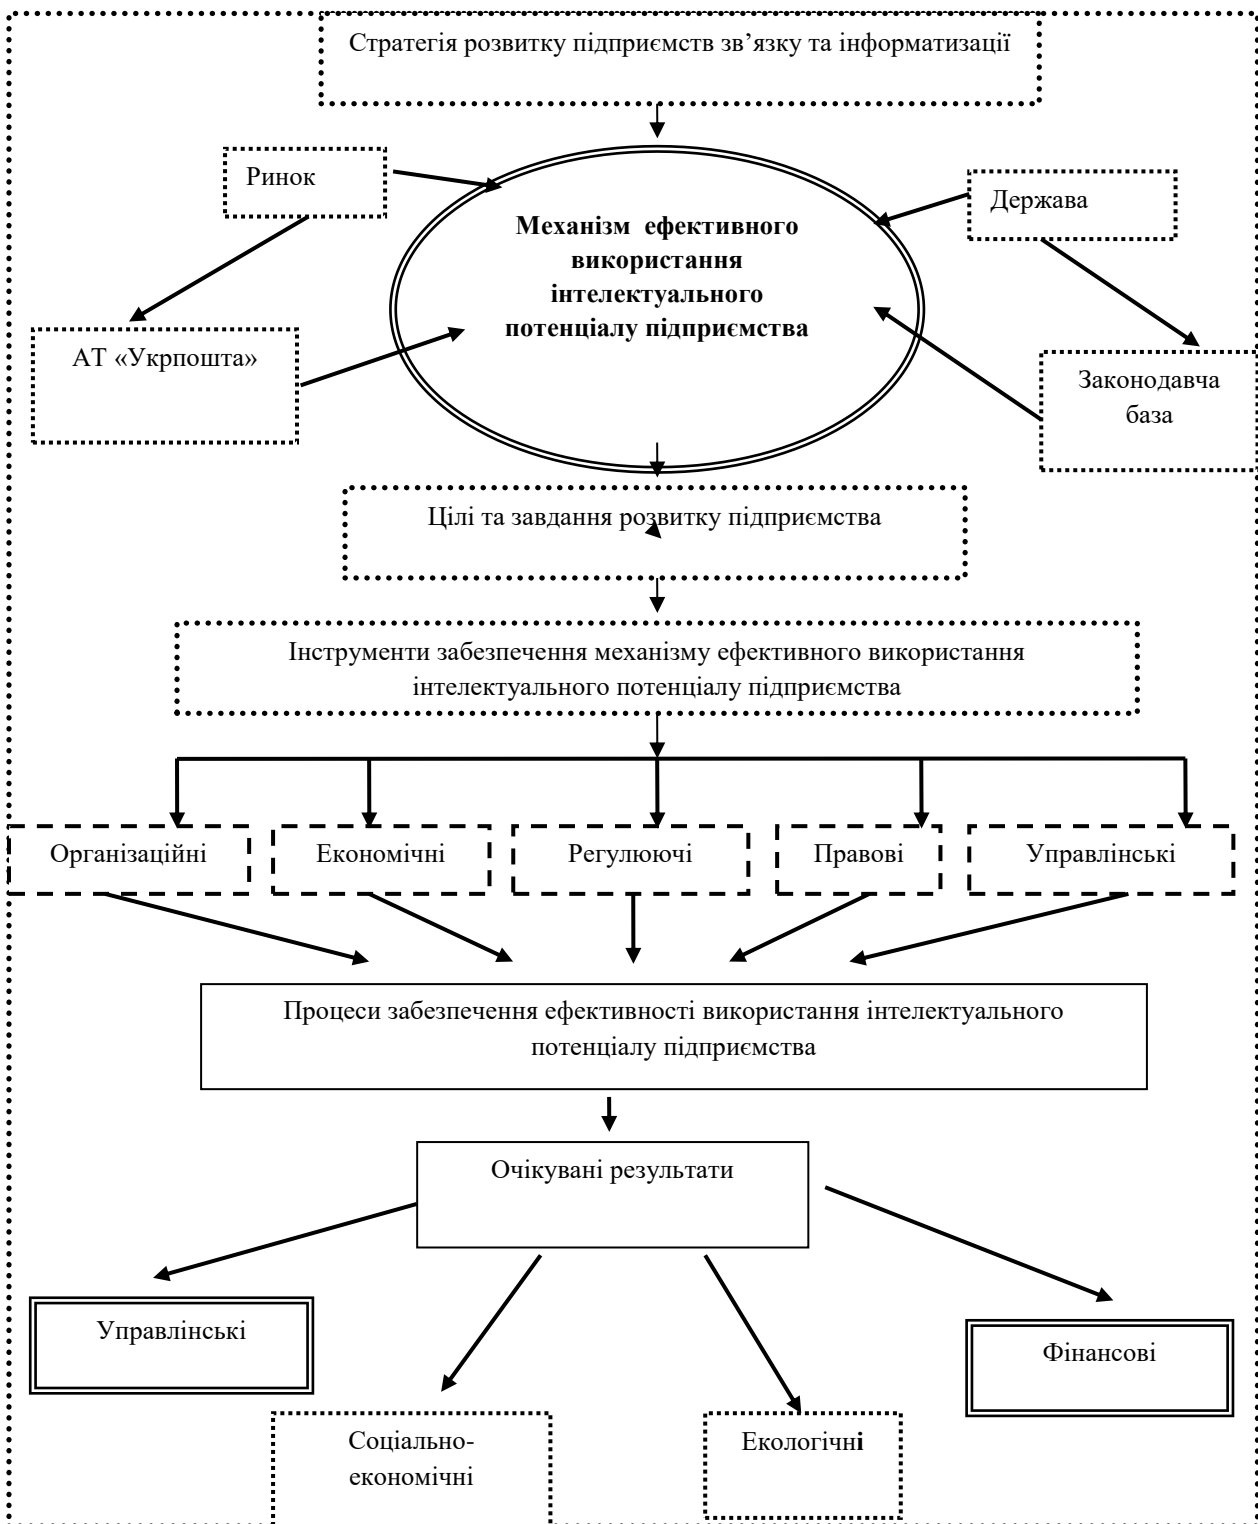 Стратегія розвитку підприємств зв’язку та інформатизації
Ринок
Держава
Механізм ефективного
використання
інтелектуального
потенціалу підприємства
АТ «Укрпошта»
Законодавча
база
Цілі та завдання розвитку підприємства
Інструменти забезпечення механізму ефективного використання
інтелектуального потенціалу підприємства
Організаційні
Економічні
Регулюючі
Правові
Управлінські
Процеси забезпечення ефективності використання інтелектуального
потенціалу підприємства
Очікувані результати
Управлінські
Фінансові
Соціально-
економічні
Екологічні